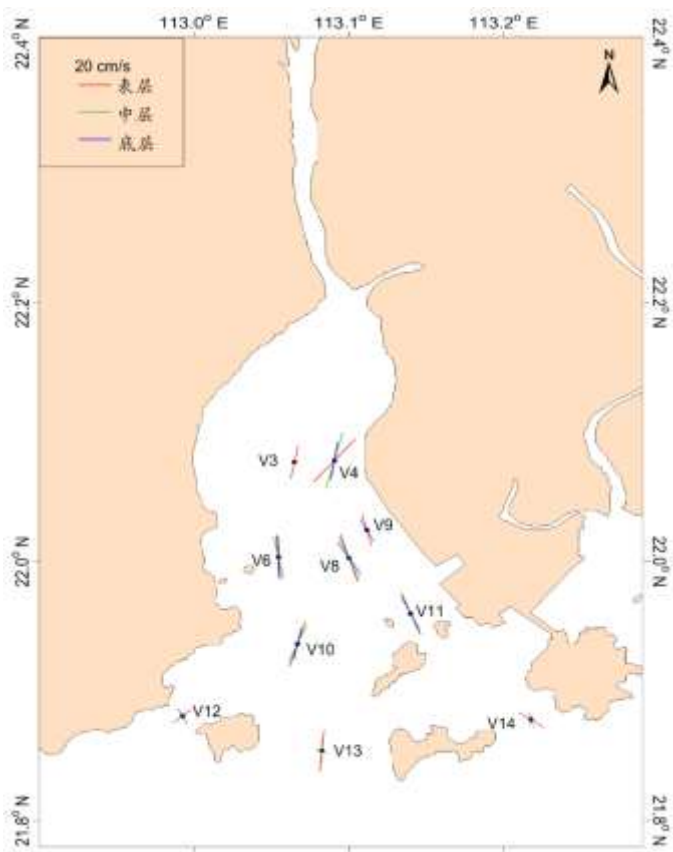 113.0° E 113.1° E 113.2° E
22.4° N 22.4° N
20 cm/s
表层
中层
底层
N
22.2° N 22.2° N
V3
V4
V9
V6
V8
22.0° N 22.0° N
V11
V10
V12
V14
V13
21.8° N 21.8° N